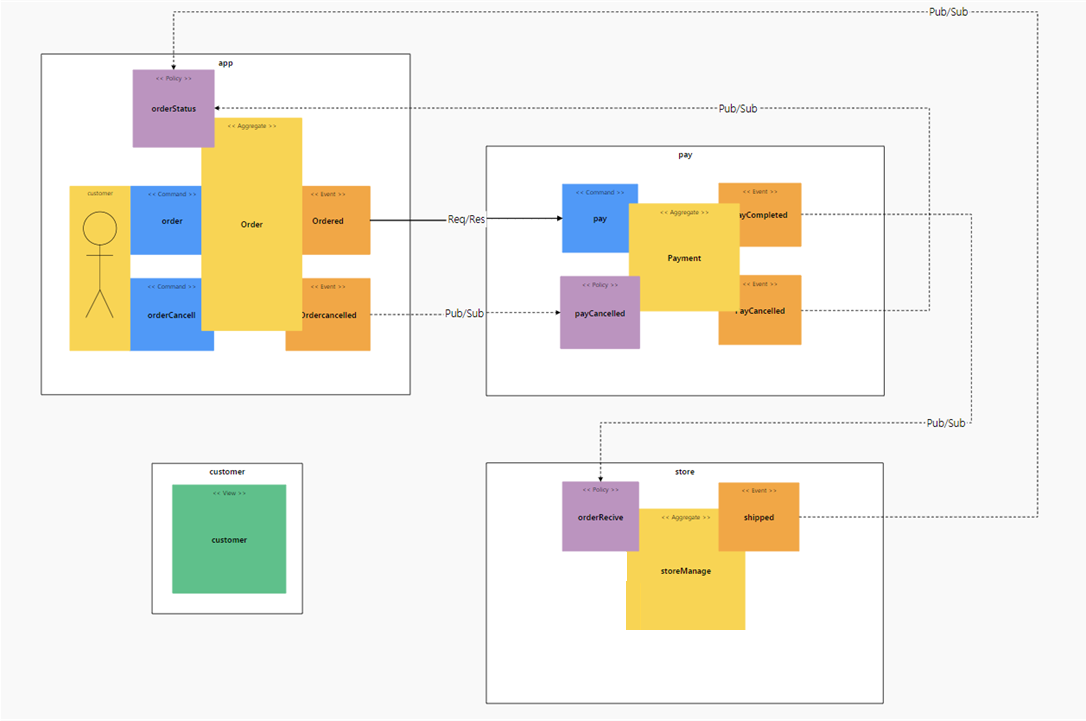 Pub/Sub
app
<< Policy >>
orderStatus
Pub/Sub
<< Aggregate >>
Order
pay
customer
<< Command >>
order
<< Event >>
Ordered
Req/Res
<< Command >>
pay
<< Aggregate >>
Payment
<< Event >>
ayCompleted
<< Command >>
orderCancell
<< Event >>
Ordercancelled
Pub/Sub
<< Policy >>
payCancelled
<< Event >>
PayCancelled
Pub/Sub
customer
<< View >>
customer
store
<< Policy >>
orderRecive
<< Aggregate >>
storeManage
<< Event >>
shipped